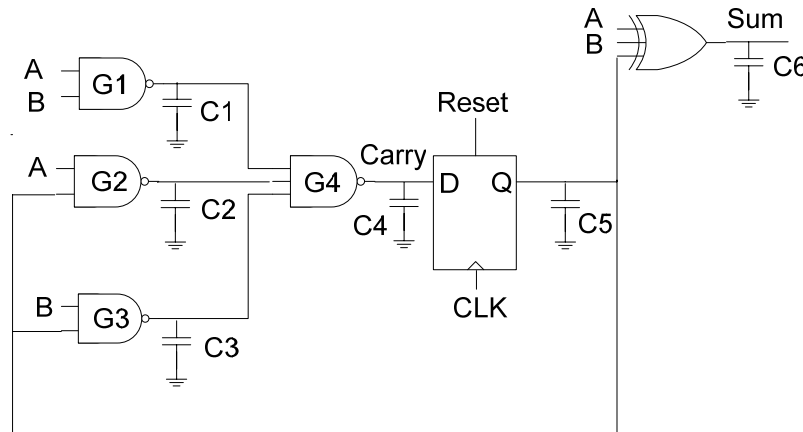 A
Sum
B
C6
A
G1
B
C1
Reset
Carry
A
G2
G4
D
Q
C2
C4
C5
B
G3
CLK
C3